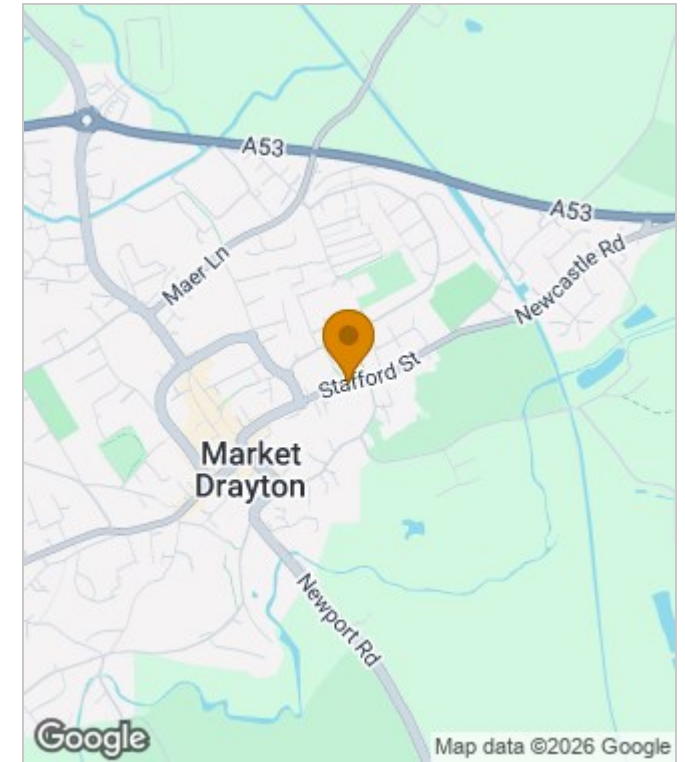 A53
A53
Maer Ln
Newcastle Rd
Stafford St
Market
Drayton
Newport Rd
Google
Map data ©2026 Google